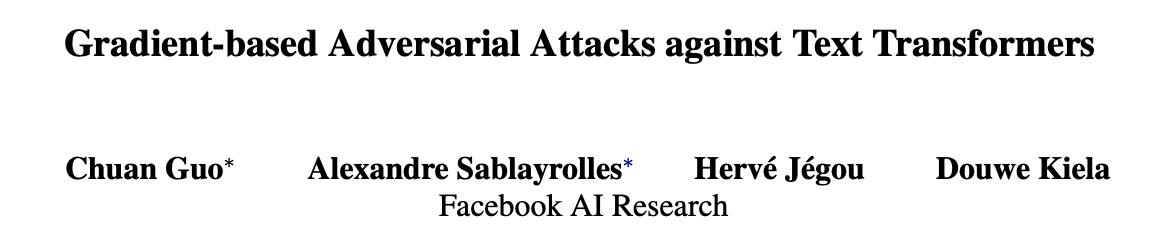 Gradient-based Adversarial Attacks against Text Transformers
Chuan Guo* Alexandre Sablayrolles* Hervé Jégou Douwe Kiela
Facebook AI Research